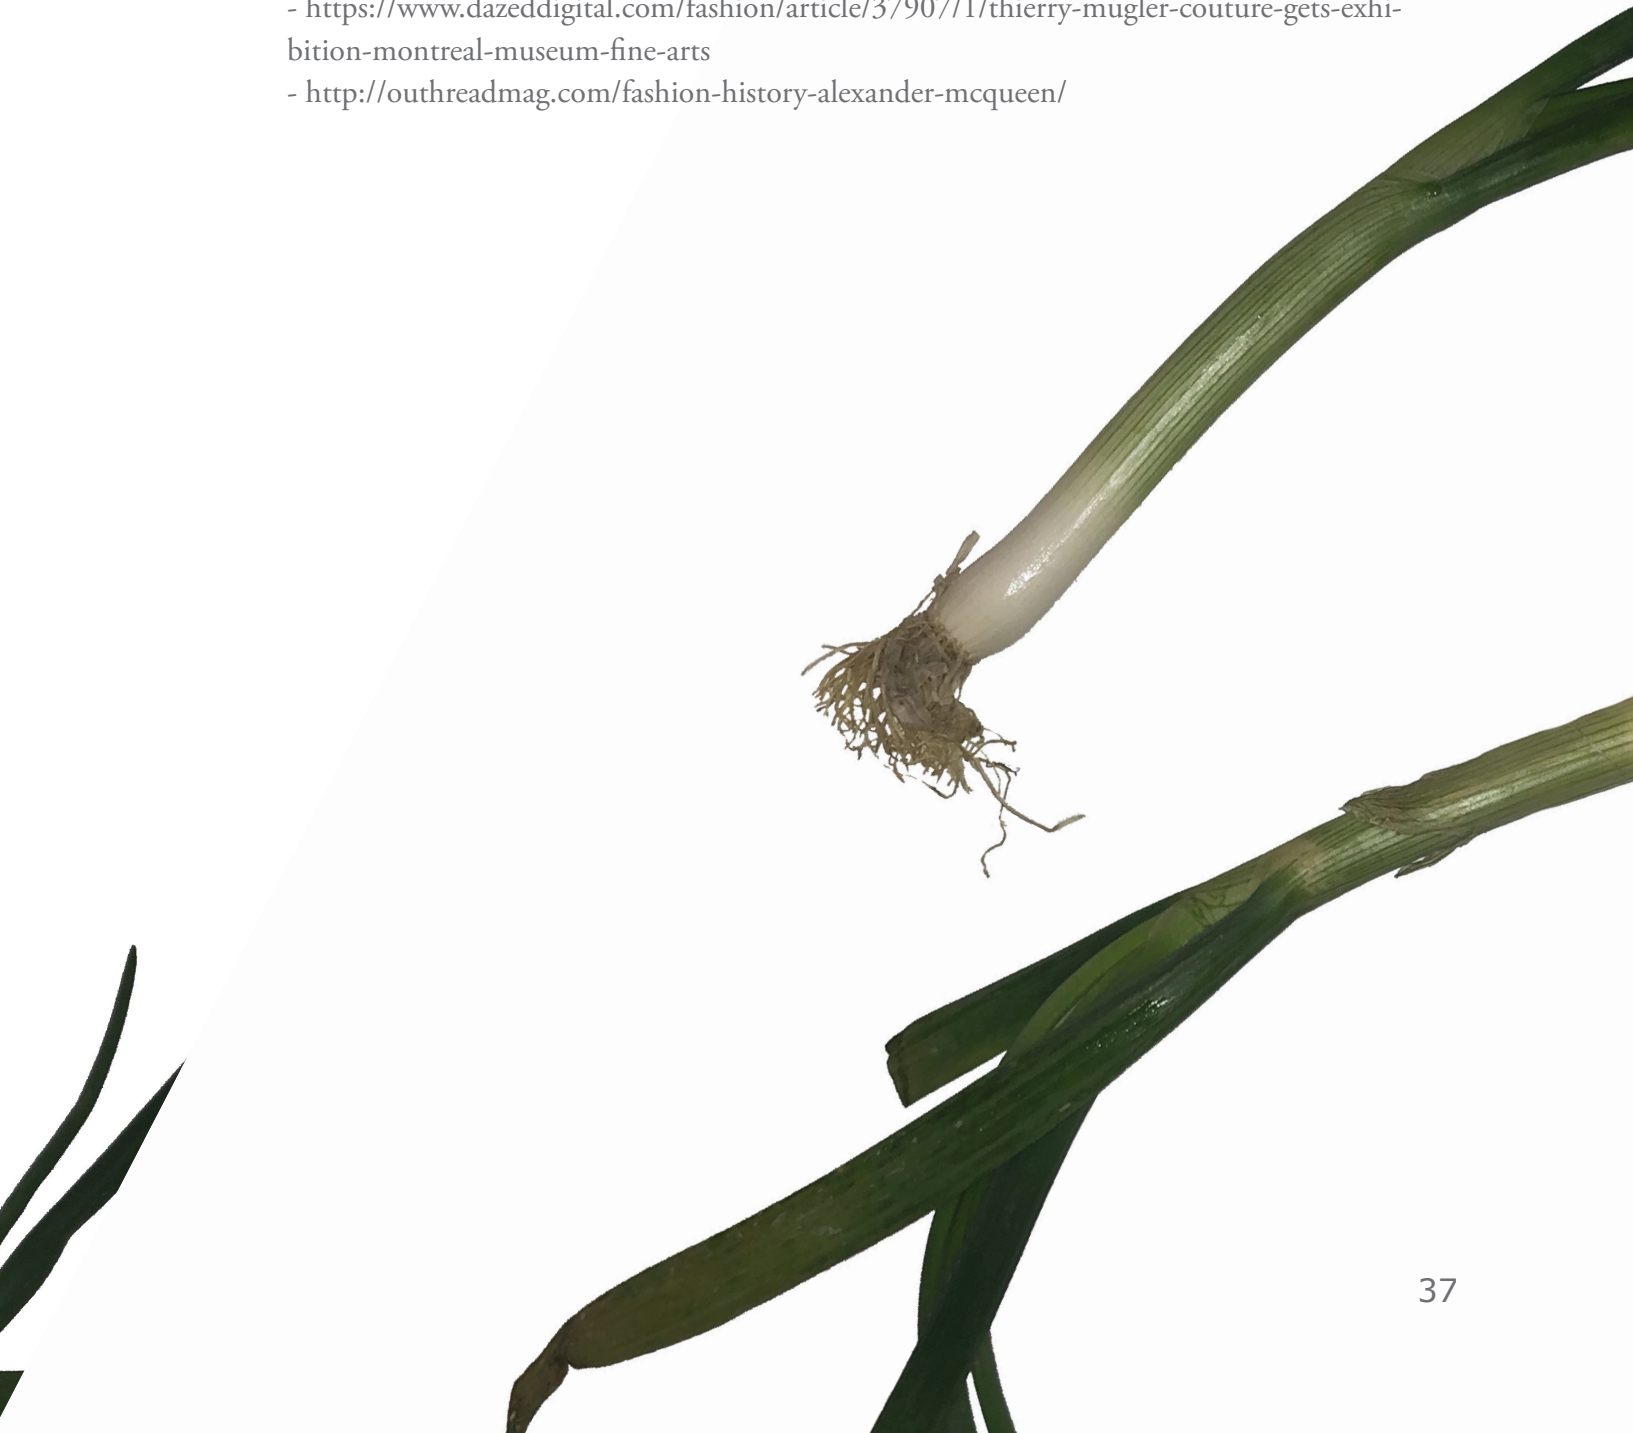 - https://www.dazeddigital.com/fashion/article/37907/1/thierry-mugler-couture-gets-exhi-
bition-montreal-museum-fine-arts
- http://outhreadmag.com/fashion-history-alexander-mcqueen/
37